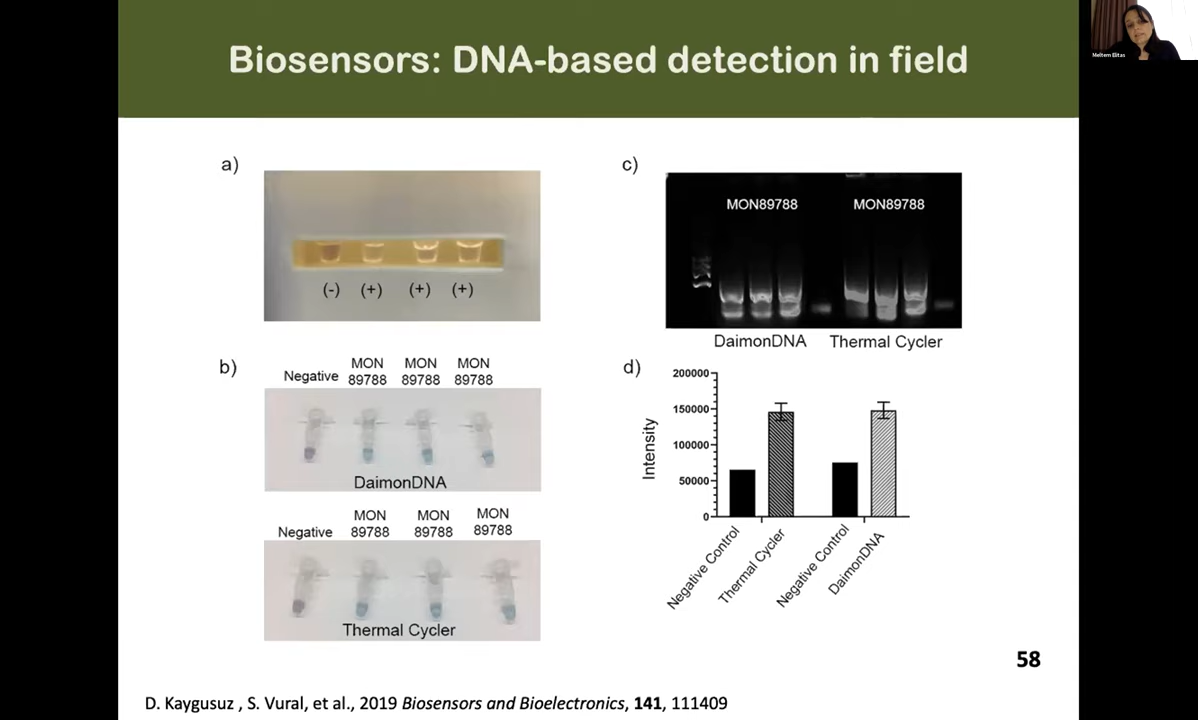 Biosensors: DNA-based detection in field
Meltem Elitas
a)
(-) (+) (+) (+)
b)
Negative MON 89788 MON 89788 MON 89788
DaimonDNA
Negative MON 89788 MON 89788 MON 89788
Thermal Cycler
c)
MON89788 MON89788
DaimonDNA Thermal Cycler
d)
200000
150000
100000
50000
0
Intensity
Negative Control
Thermal Cycler
Negative Control
DaimonDNA
58
D. Kaygusuz , S. Vural, et al., 2019 Biosensors and Bioelectronics, 141, 111409